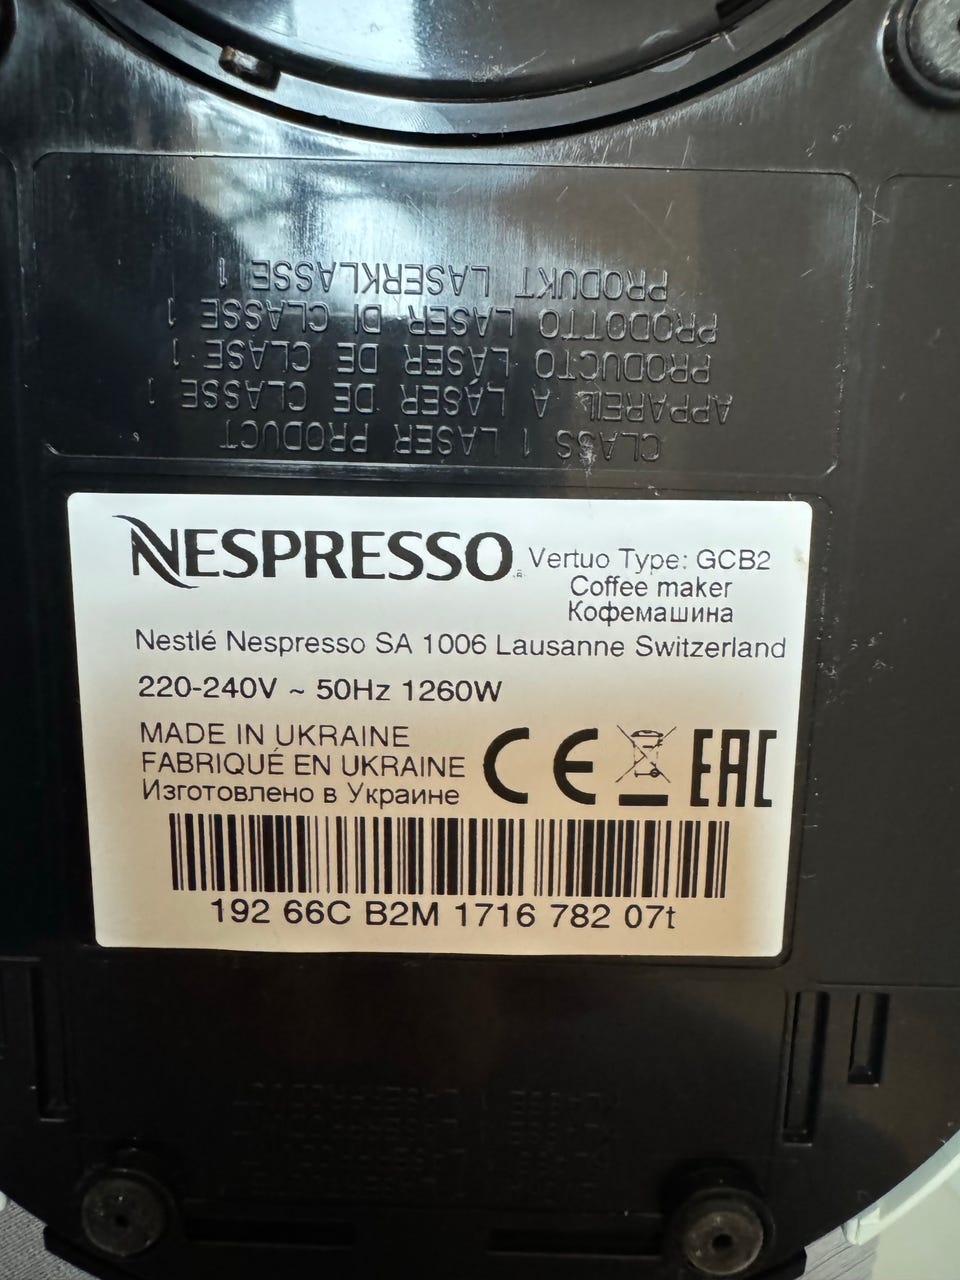 PRODUKT LASERKLASSE 1
PRODOTTO LASER DI CLASSE 1
PRODUCTO LASER DE CLASE 1
APPAREIL A LASER DE CLASSE 1
CLASS 1 LASER PRODUCT
NESPRESSO
Vertuo Type: GCB2
Coffee maker
Кофемашина
Nestlé Nespresso SA 1006 Lausanne Switzerland
220-240V ~ 50Hz 1260W
MADE IN UKRAINE
FABRIQUÉ EN UKRAINE
Изготовлено в Украине
CE
EAC
192 66C B2M 1716 782 07t